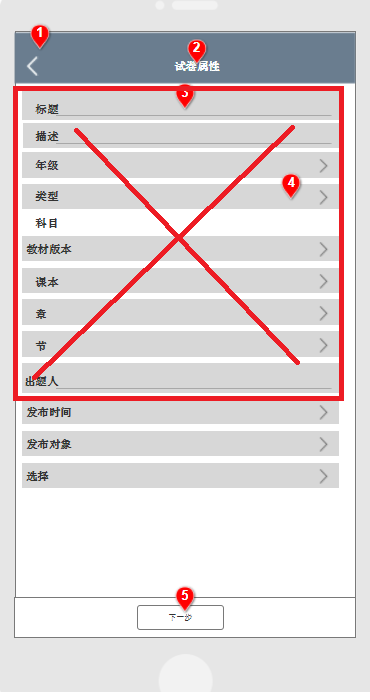 1
2
试卷属性
3
标题
描述
年级
类型
4
科目
教材版本
课本
章
节
出题人
发布时间
发布对象
选择
5
下一步